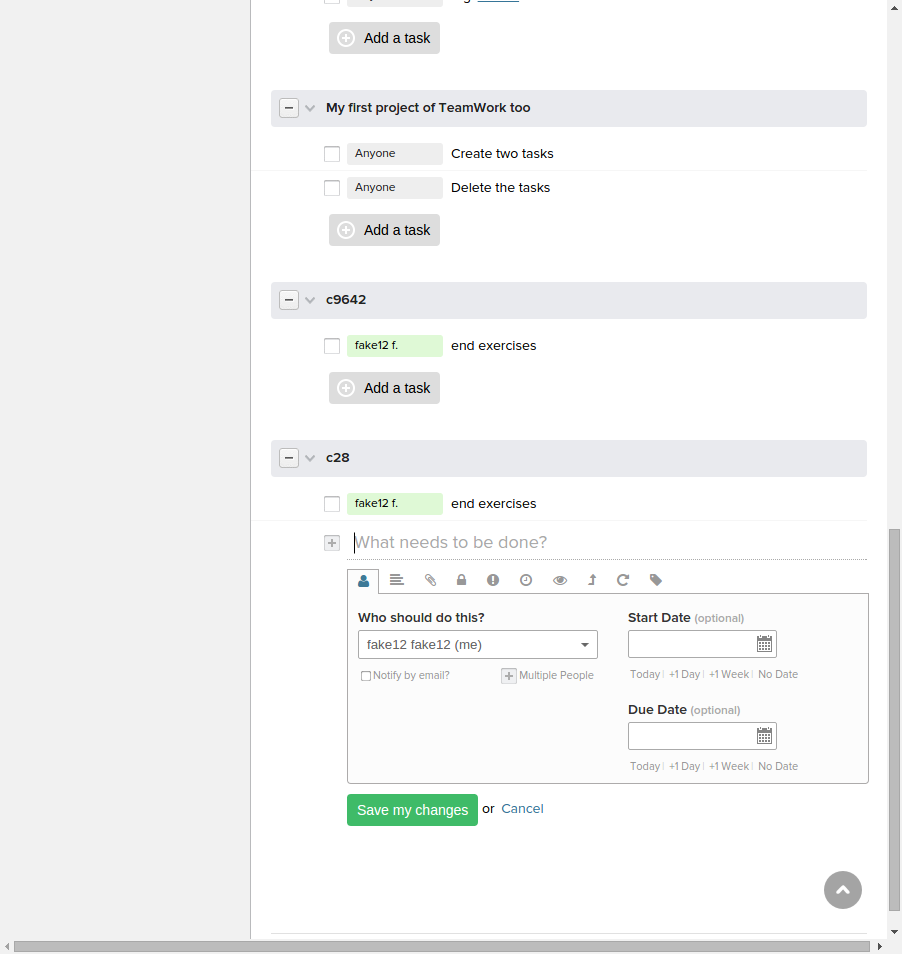 Add a task
My first project of TeamWork too
Anyone Create two tasks
Anyone Delete the tasks
Add a task
c9642
fake12 f. end exercises
Add a task
c28
fake12 f. end exercises
What needs to be done?
Who should do this?
fake12 fake12 (me)
Notify by email? Multiple People
Start Date (optional)
Today +1 Day +1 Week No Date
Due Date (optional)
Today +1 Day +1 Week No Date
Save my changes or Cancel